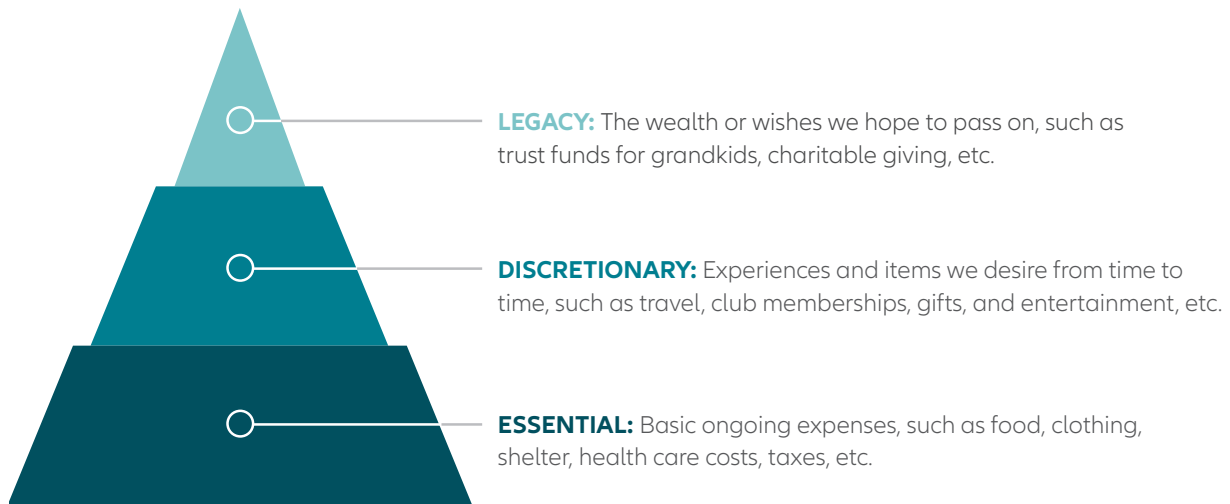 LEGACY: The wealth or wishes we hope to pass on, such as
trust funds for grandkids, charitable giving, etc.
DISCRETIONARY: Experiences and items we desire from time to
time, such as travel, club memberships, gifts, and entertainment, etc.
ESSENTIAL: Basic ongoing expenses, such as food, clothing,
shelter, health care costs, taxes, etc.